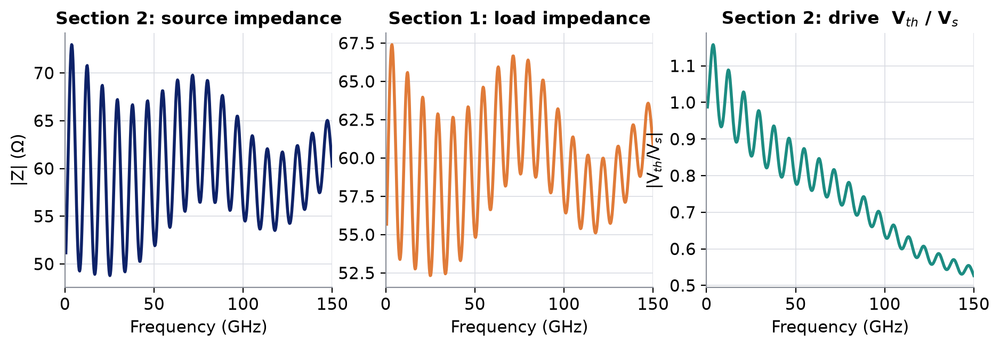 Section 2: source impedance
|Z| (Ω)
70
65
60
55
50
0 50 100 150
Frequency (GHz)
Section 1: load impedance
67.5
65.0
62.5
60.0
57.5
55.0
52.5
0 50 100 150
Frequency (GHz)
Section 2: drive V_th / V_s
|V_th/V_s|
1.1
1.0
0.9
0.8
0.7
0.6
0.5
0 50 100 150
Frequency (GHz)